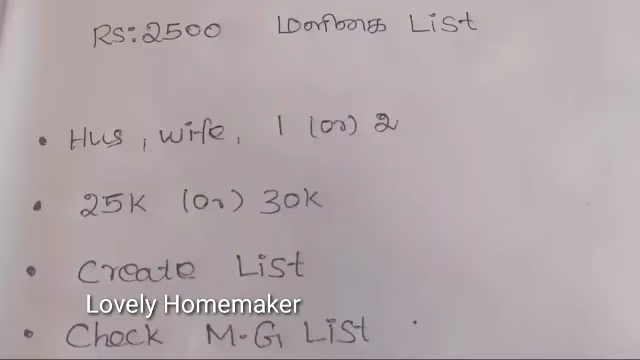 RS: 2500 மளிகை List
• Hus, wife, 1 (or) 2
• 25K (or) 30K
• Create List
Lovely Homemaker
• Check M.G List